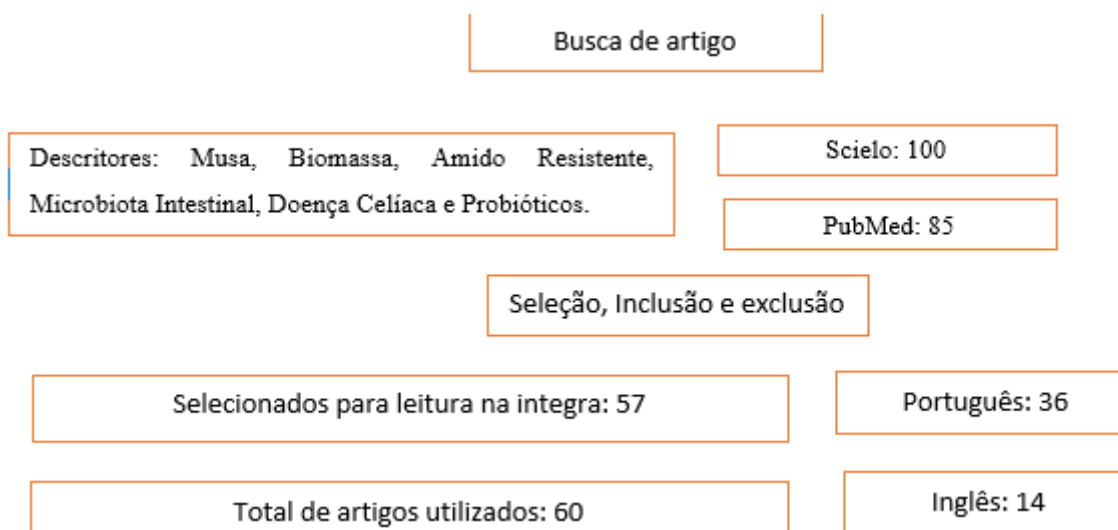 Busca de artigo
Descritores: Musa, Biomassa, Amido Resistente,
Microbiota Intestinal, Doença Celíaca e Probióticos.
Scielo: 100
PubMed: 85
Seleção, Inclusão e exclusão
Selecionados para leitura na integra: 57
Português: 36
Total de artigos utilizados: 60
Inglês: 14